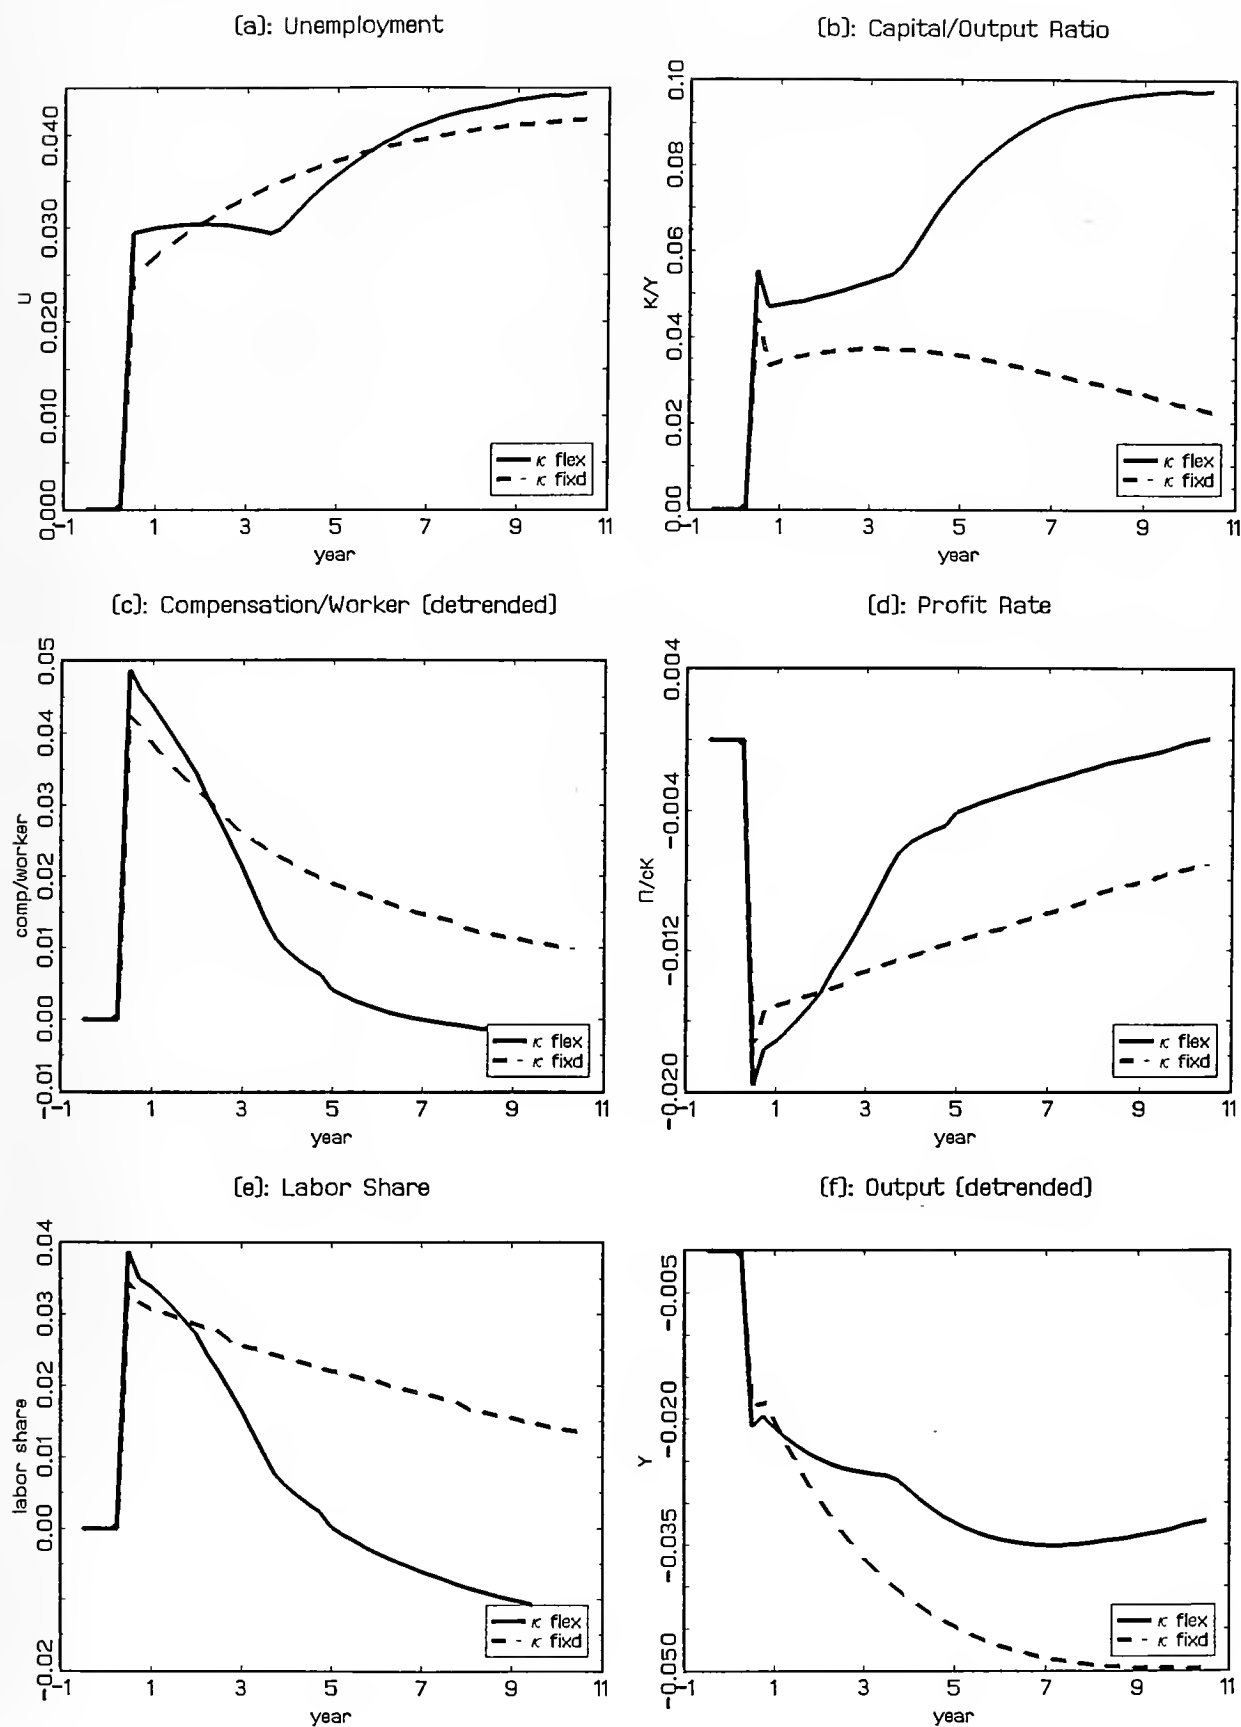 (a): Unemployment
U
0.000 0.010 0.020 0.030 0.040
-1 1 3 5 7 9 11
year
κ flex
κ fixd
(b): Capital/Output Ratio
K/Y
0.00 0.02 0.04 0.06 0.08 0.10
-1 1 3 5 7 9 11
year
κ flex
κ fixd
(c): Compensation/Worker (detrended)
comp/worker
-0.01 0.00 0.01 0.02 0.03 0.04 0.05
-1 1 3 5 7 9 11
year
κ flex
κ fixd
(d): Profit Rate
Π/cK
-0.020 -0.012 -0.004 0.004
-1 1 3 5 7 9 11
year
κ flex
κ fixd
(e): Labor Share
labor share
-0.02 0.00 0.01 0.02 0.03 0.04
-1 1 3 5 7 9 11
year
κ flex
κ fixd
(f): Output (detrended)
Y
-0.050 -0.035 -0.020 -0.005
-1 1 3 5 7 9 11
year
κ flex
κ fixd